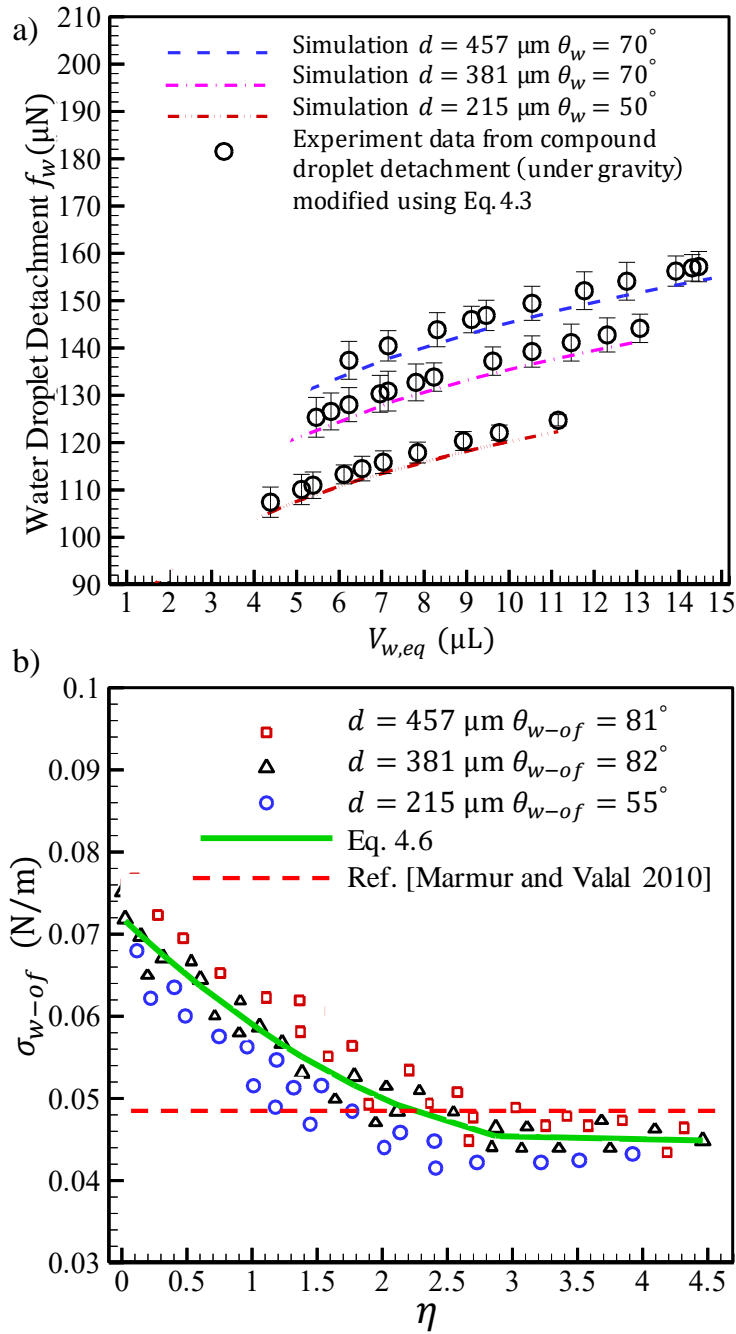 a)
210
200
190
180
170
160
150
140
130
120
110
100
90
Water Droplet Detachment f_w(μN)
Simulation d = 457 μm θ_w = 70°
Simulation d = 381 μm θ_w = 70°
Simulation d = 215 μm θ_w = 50°
Experiment data from compound
droplet detachment (under gravity)
modified using Eq. 4.3
1 2 3 4 5 6 7 8 9 10 11 12 13 14 15
V_{w,eq} (μL)
b)
0.1
0.09
0.08
0.07
0.06
0.05
0.04
0.03
σ_{w−of} (N/m)
d = 457 μm θ_{w−of} = 81°
d = 381 μm θ_{w−of} = 82°
d = 215 μm θ_{w−of} = 55°
Eq. 4.6
Ref. [Marmur and Valal 2010]
0 0.5 1 1.5 2 2.5 3 3.5 4 4.5
η